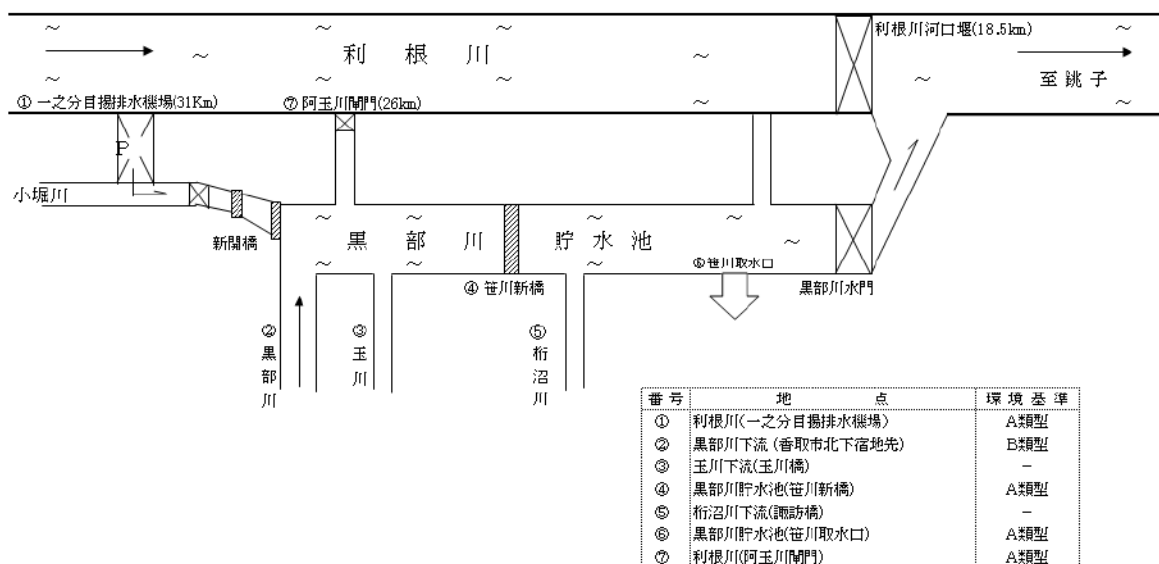 利根川河口堰(18.5km)
利根川
至銚子
① 一之分目揚排水機場(31Km)
⑦ 阿玉川閘門(26km)
P
小堀川
新開橋
黒部川
貯水池
⑥笹川取水口
④ 笹川新橋
黒部川水門
②黒部川
③玉川
⑤桁沼川
番号 地点 環境基準
① 利根川(一之分目揚排水機場) A類型
② 黒部川下流 (香取市北下宿地先) B類型
③ 玉川下流(玉川橋) −
④ 黒部川貯水池(笹川新橋) A類型
⑤ 桁沼川下流(諏訪橋) −
⑥ 黒部川貯水池(笹川取水口) A類型
⑦ 利根川(阿玉川閘門) A類型